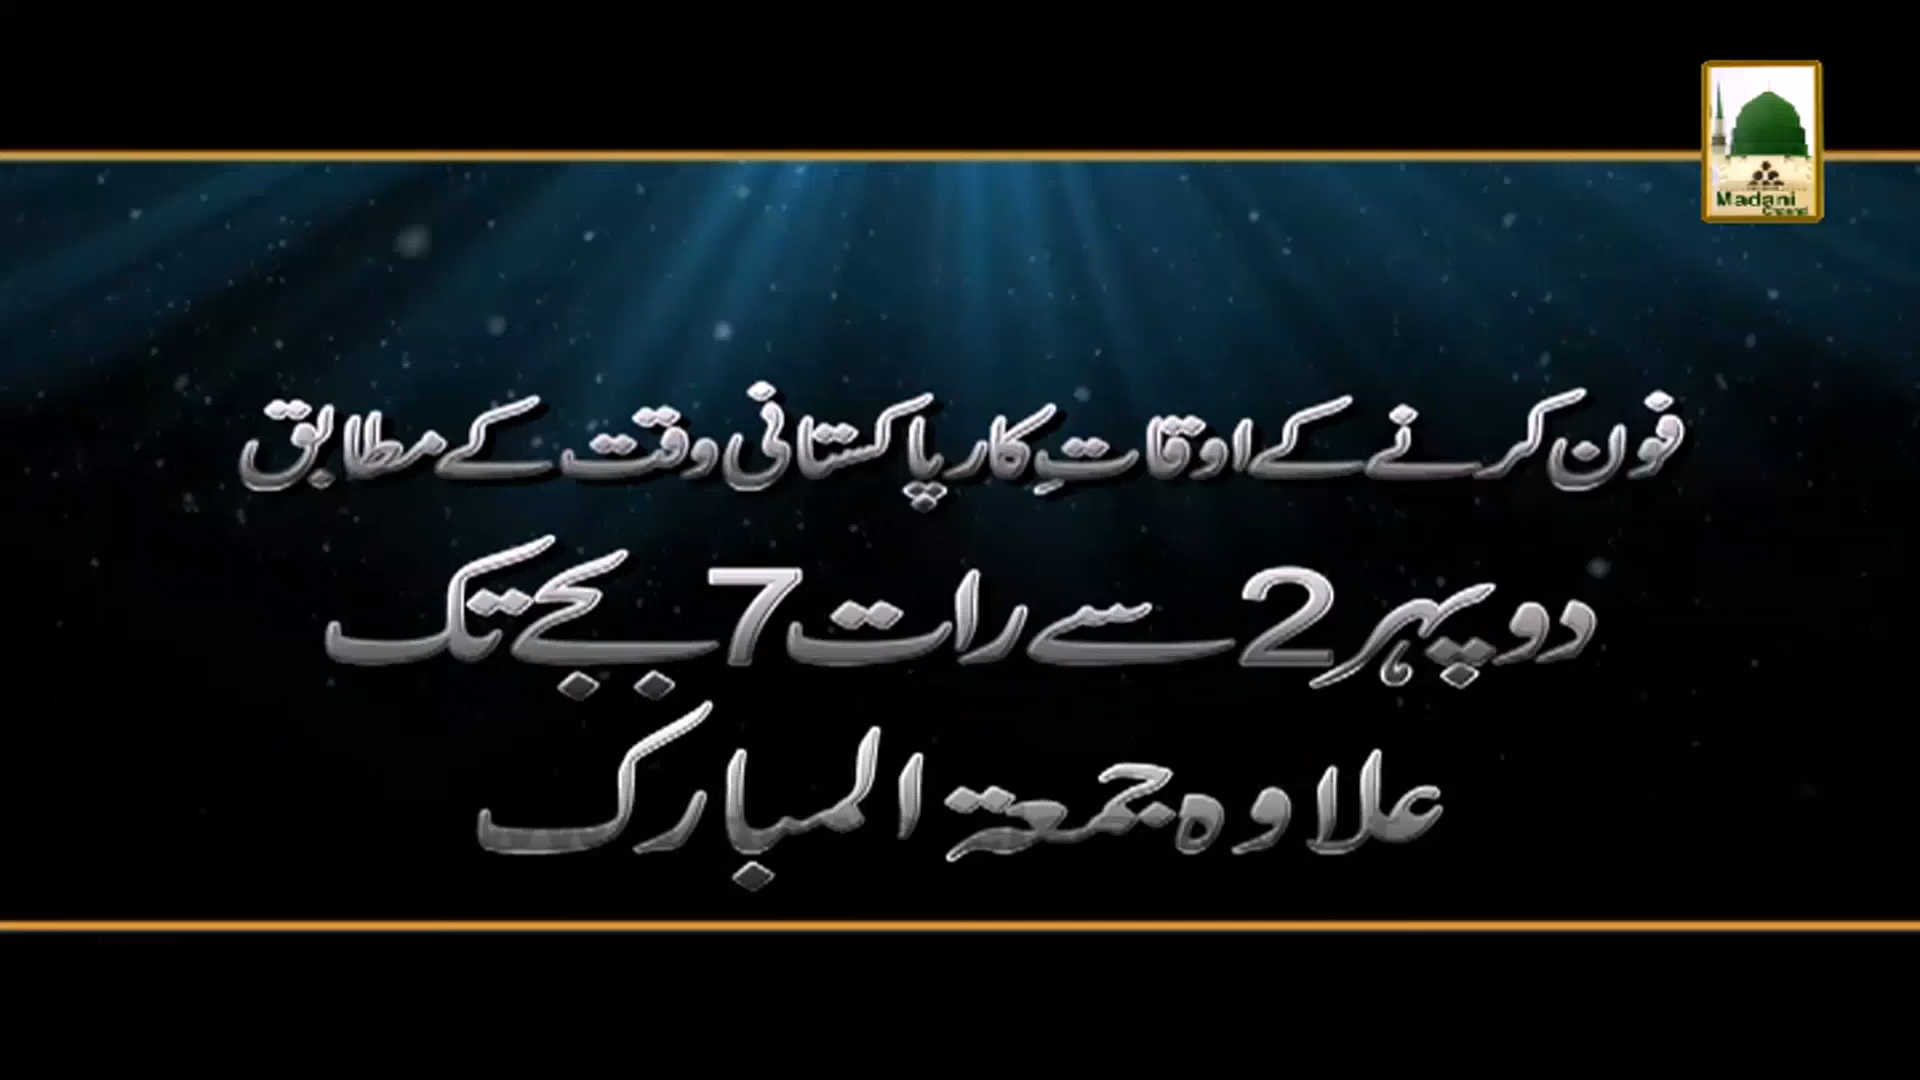 Madani
Channel
فون کرنے کے اوقاتِ کار پاکستانی وقت کے مطابق
دوپہر 2 سے رات 7 بجے تک
علاوہ جمعۃ المبارک